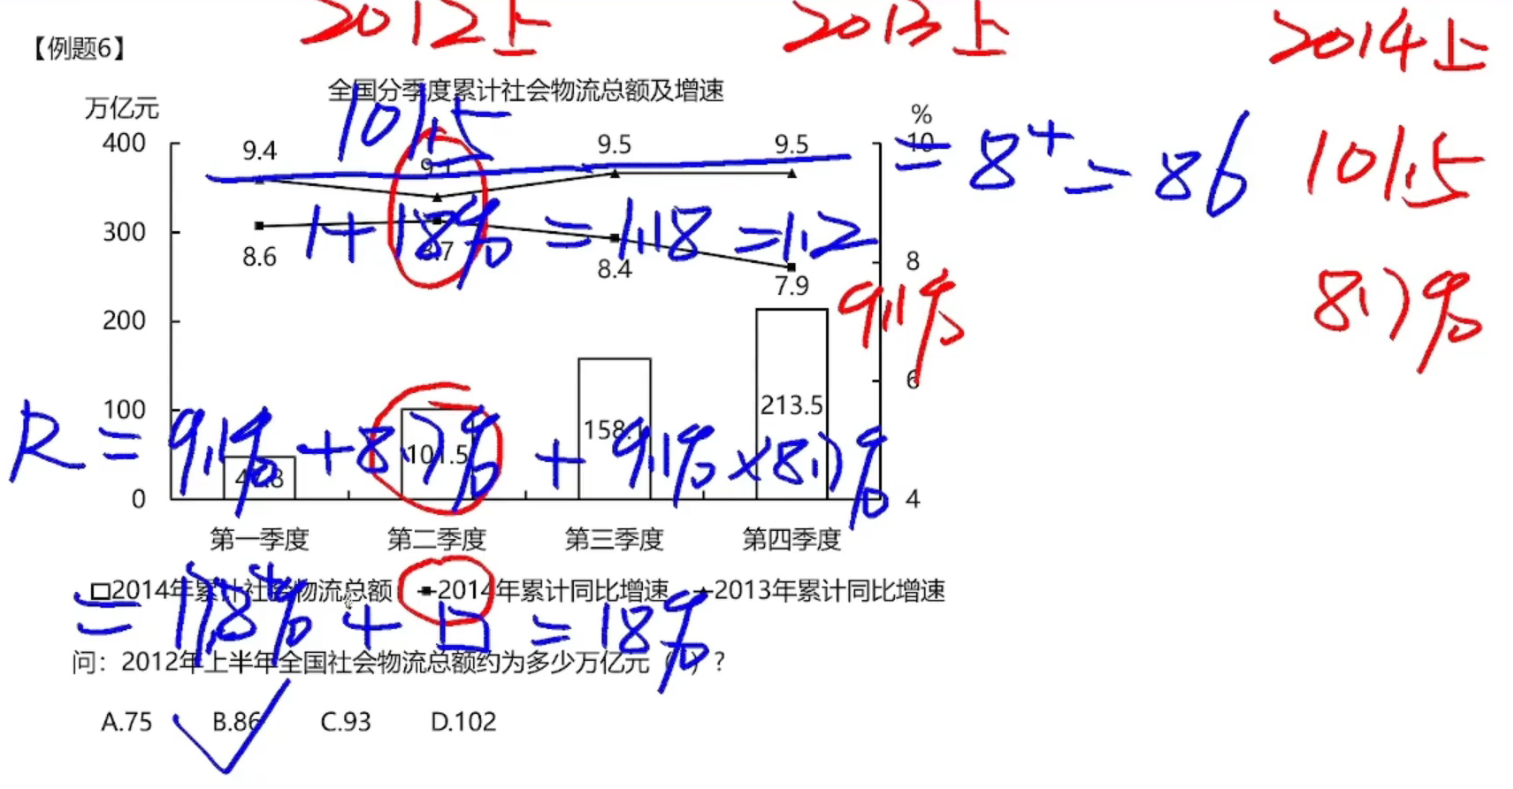 2012上 2013上 2014上
【例题6】
全国分季度累计社会物流总额及增速
万亿元 %
400 9.4 101.5 9.1 9.5 9.5 10 = 8⁺ = 86 101.5
300 1+18% = 1.18 = 1.2
8.6 8.7 8.4 7.9 8
200 9.1% 8.7%
6
100 213.5
R = 9.1% + 8.7% + 9.1% × 8.7%
101.5 158.
0 4
第一季度 第二季度 第三季度 第四季度
2014年累计社会物流总额 2014年累计同比增速 2013年累计同比增速
= 17.8⁺% + □ = 18%
问：2012年上半年全国社会物流总额约为多少万亿元（ ）?
A.75 B.86 C.93 D.102